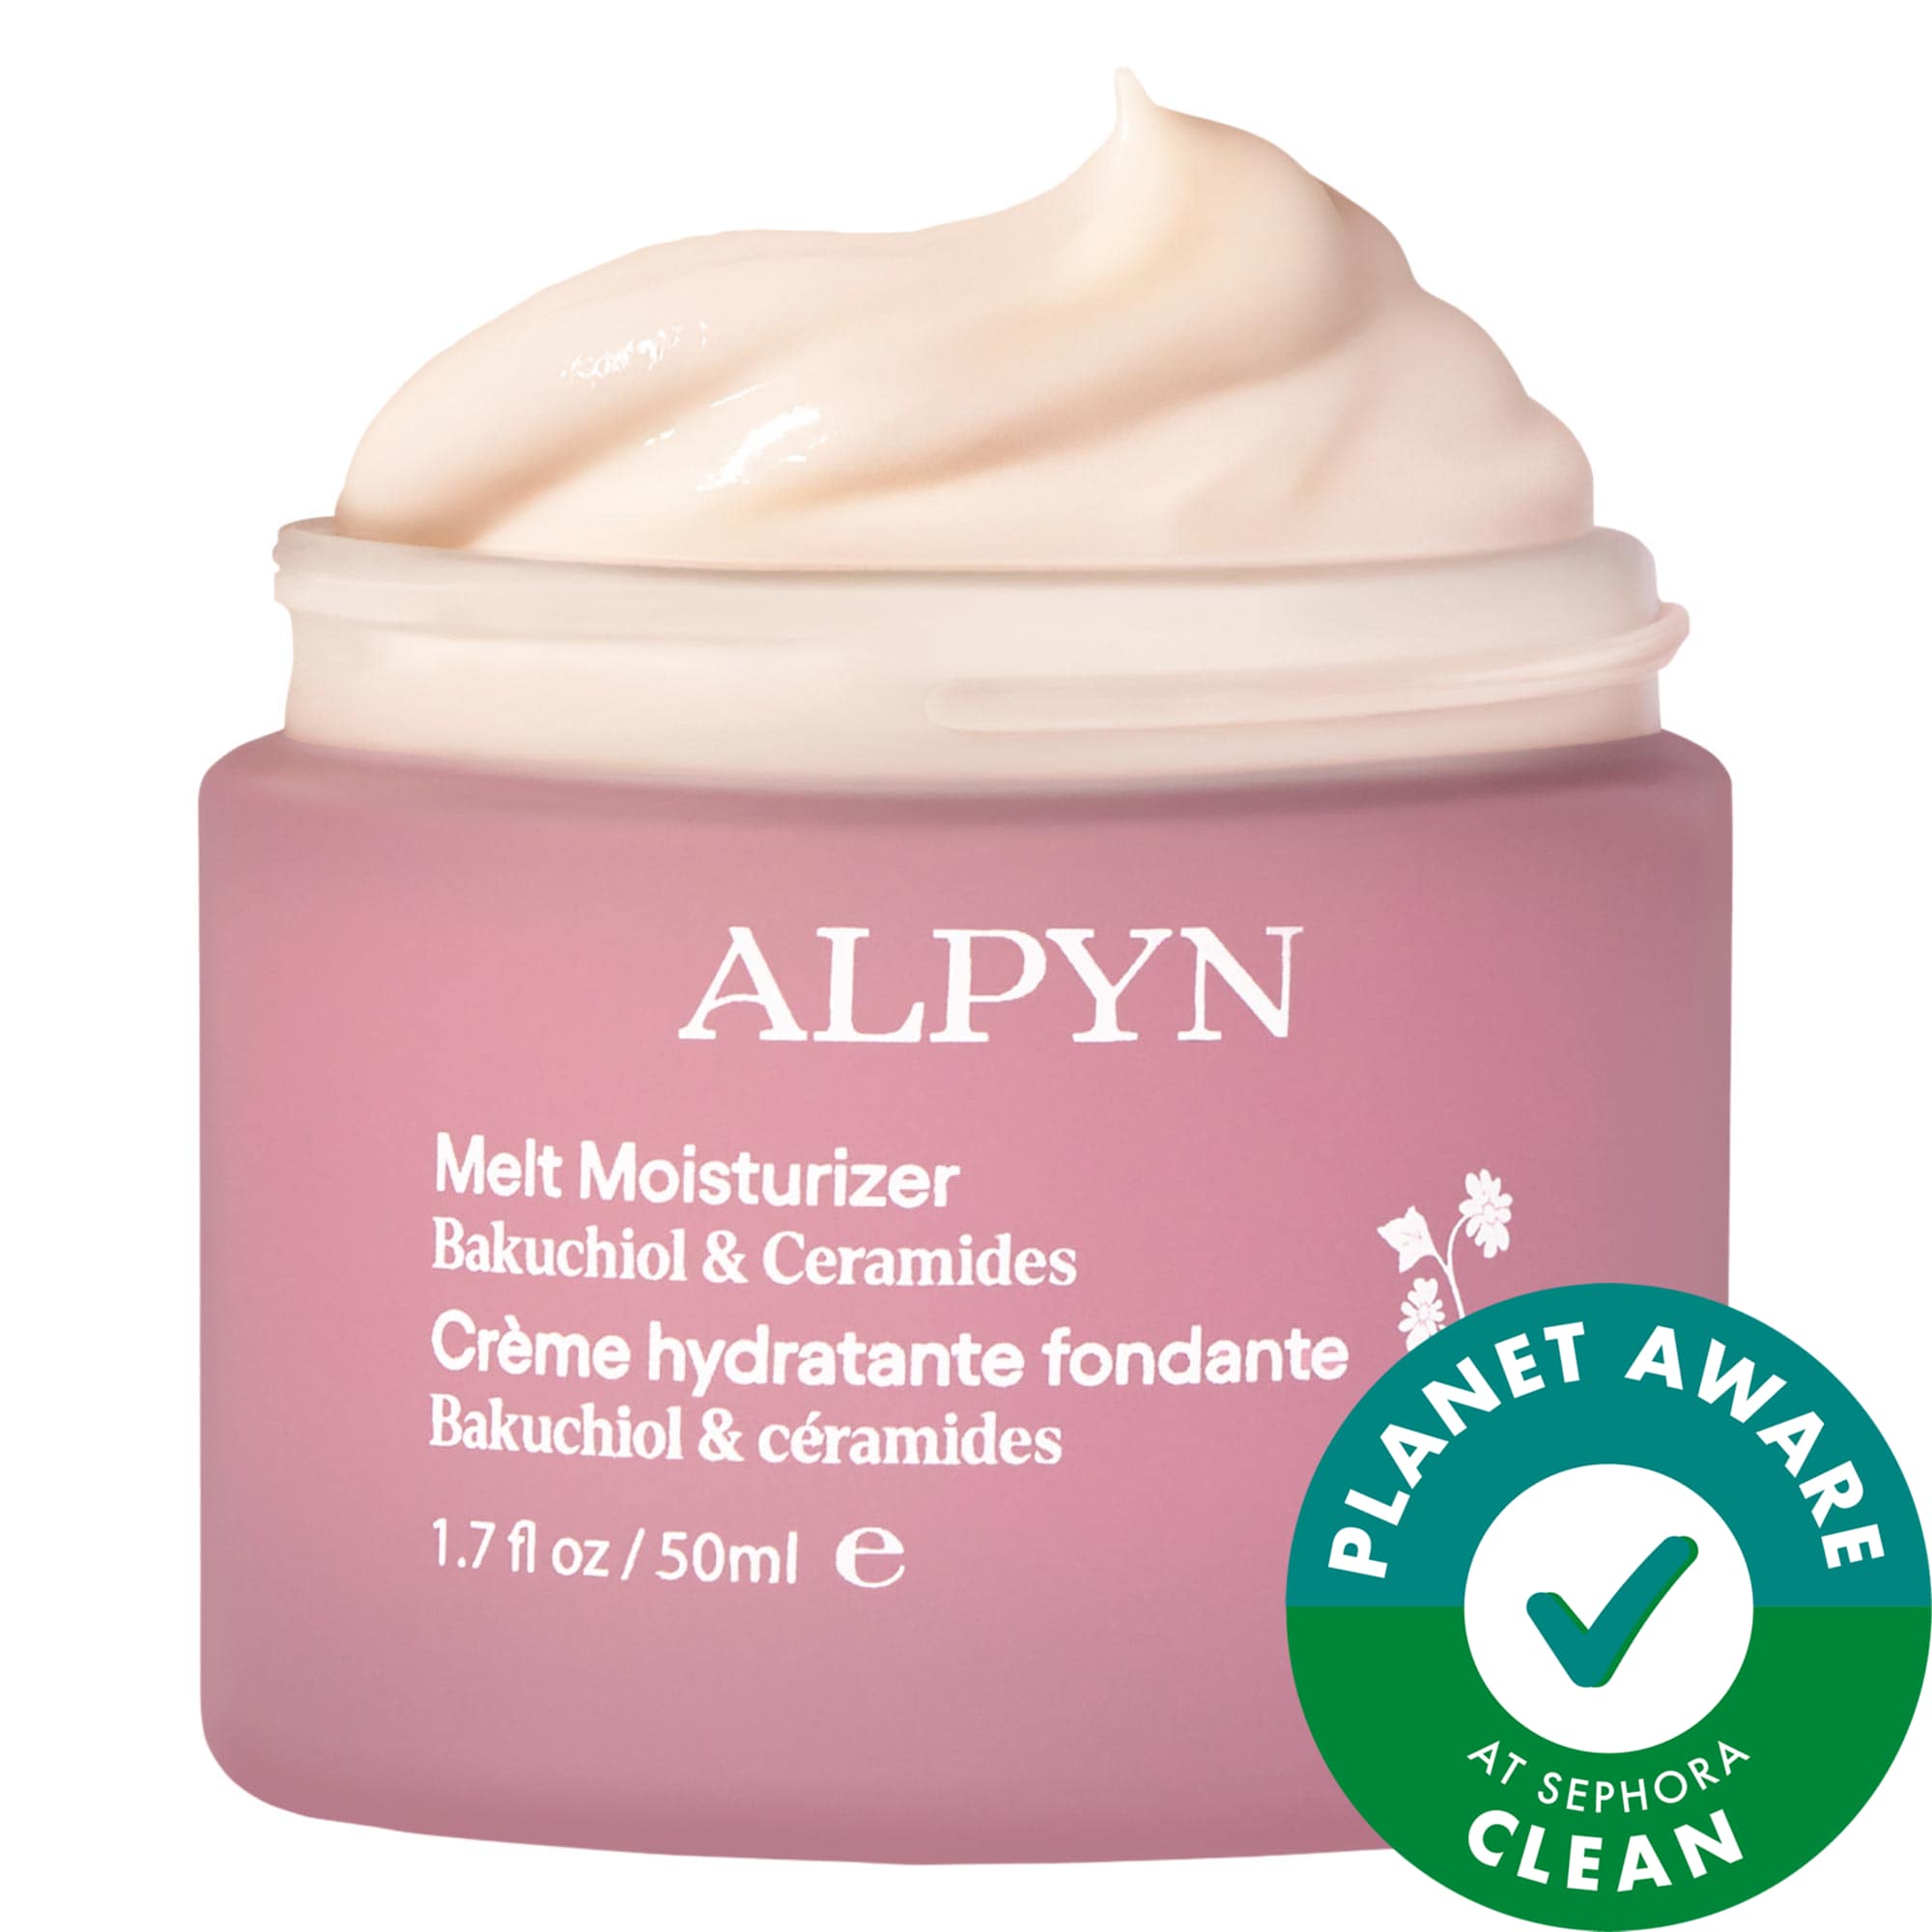 ALPYN
Melt Moisturizer
Bakuchiol & Ceramides
Crème hydratante fondante
Bakuchiol & céramides
1.7 fl oz / 50ml e
PLANET AWARE
AT SEPHORA
CLEAN